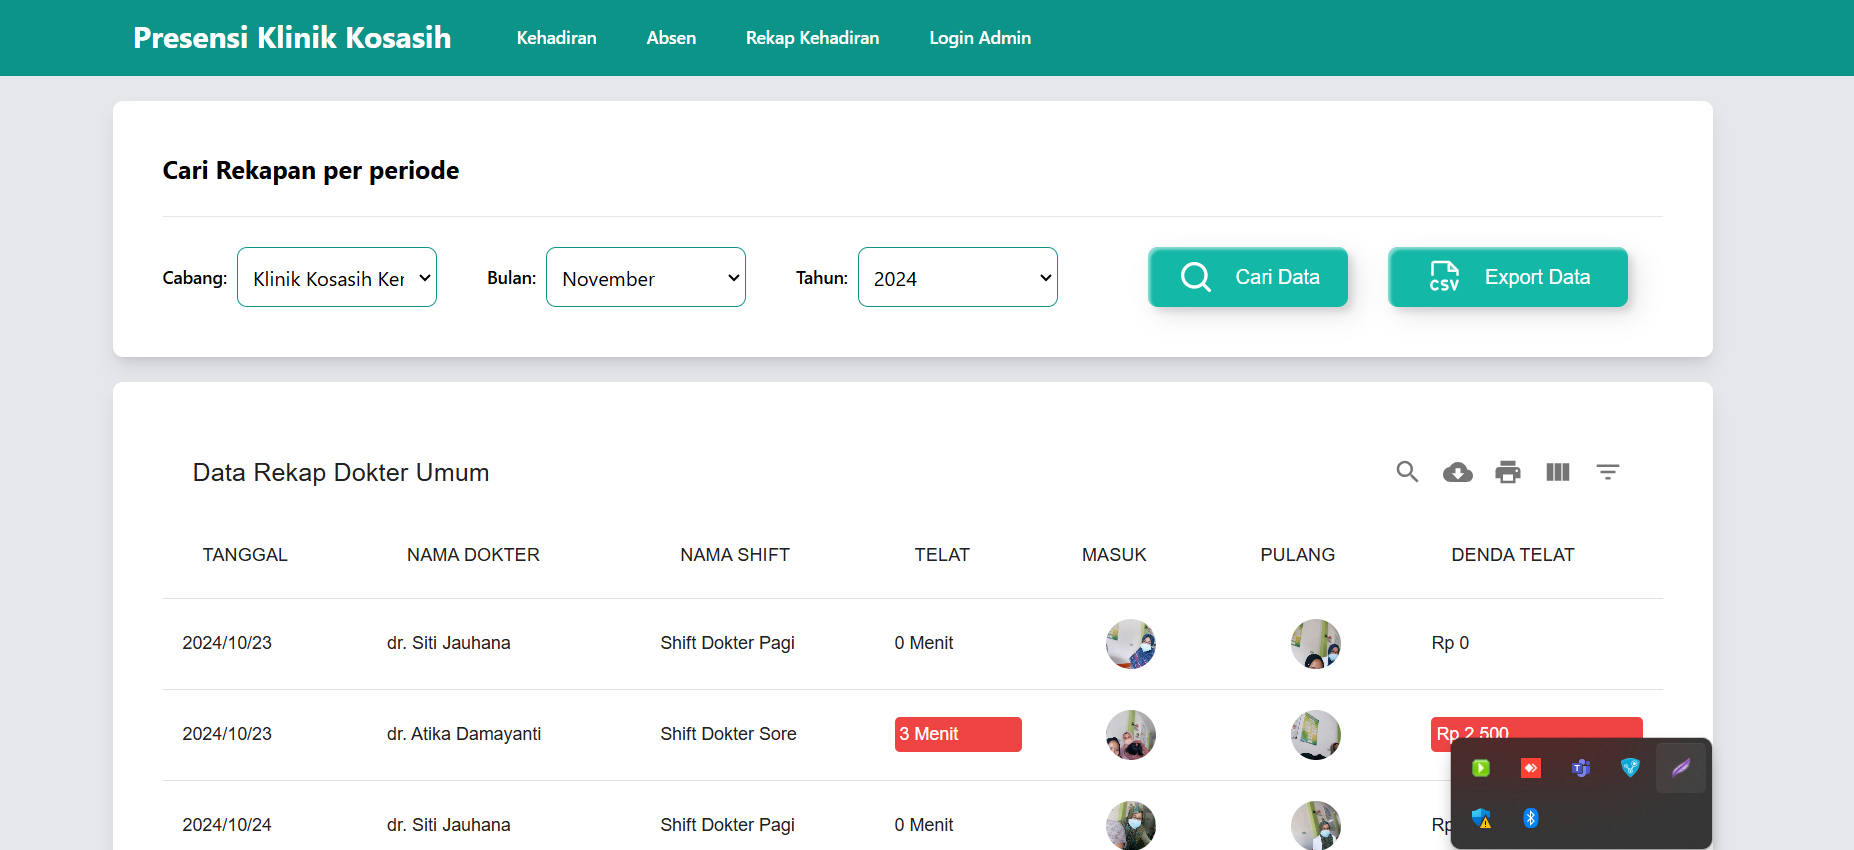 Presensi Klinik Kosasih Kehadiran Absen Rekap Kehadiran Login Admin
Cari Rekapan per periode
Cabang: Klinik Kosasih Ker Bulan: November Tahun: 2024 Cari Data CSV Export Data
Data Rekap Dokter Umum
TANGGAL NAMA DOKTER NAMA SHIFT TELAT MASUK PULANG DENDA TELAT
2024/10/23 dr. Siti Jauhana Shift Dokter Pagi 0 Menit Rp 0
2024/10/23 dr. Atika Damayanti Shift Dokter Sore 3 Menit Rp 2.500
2024/10/24 dr. Siti Jauhana Shift Dokter Pagi 0 Menit Rp